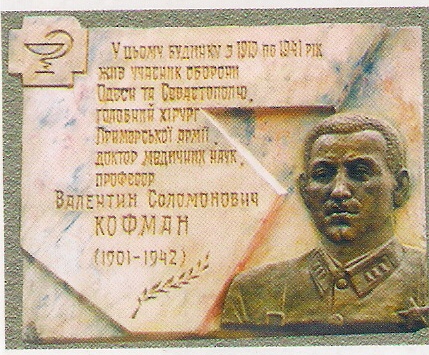 У цьому будинку з 1910 по 1941 рік
жив учасник оборони
Одеси та Севастополю,
головний хірург
Приморської армії,
доктор медичних наук,
професор
Валентин Соломонович
КОФМАН
(1901-1942)